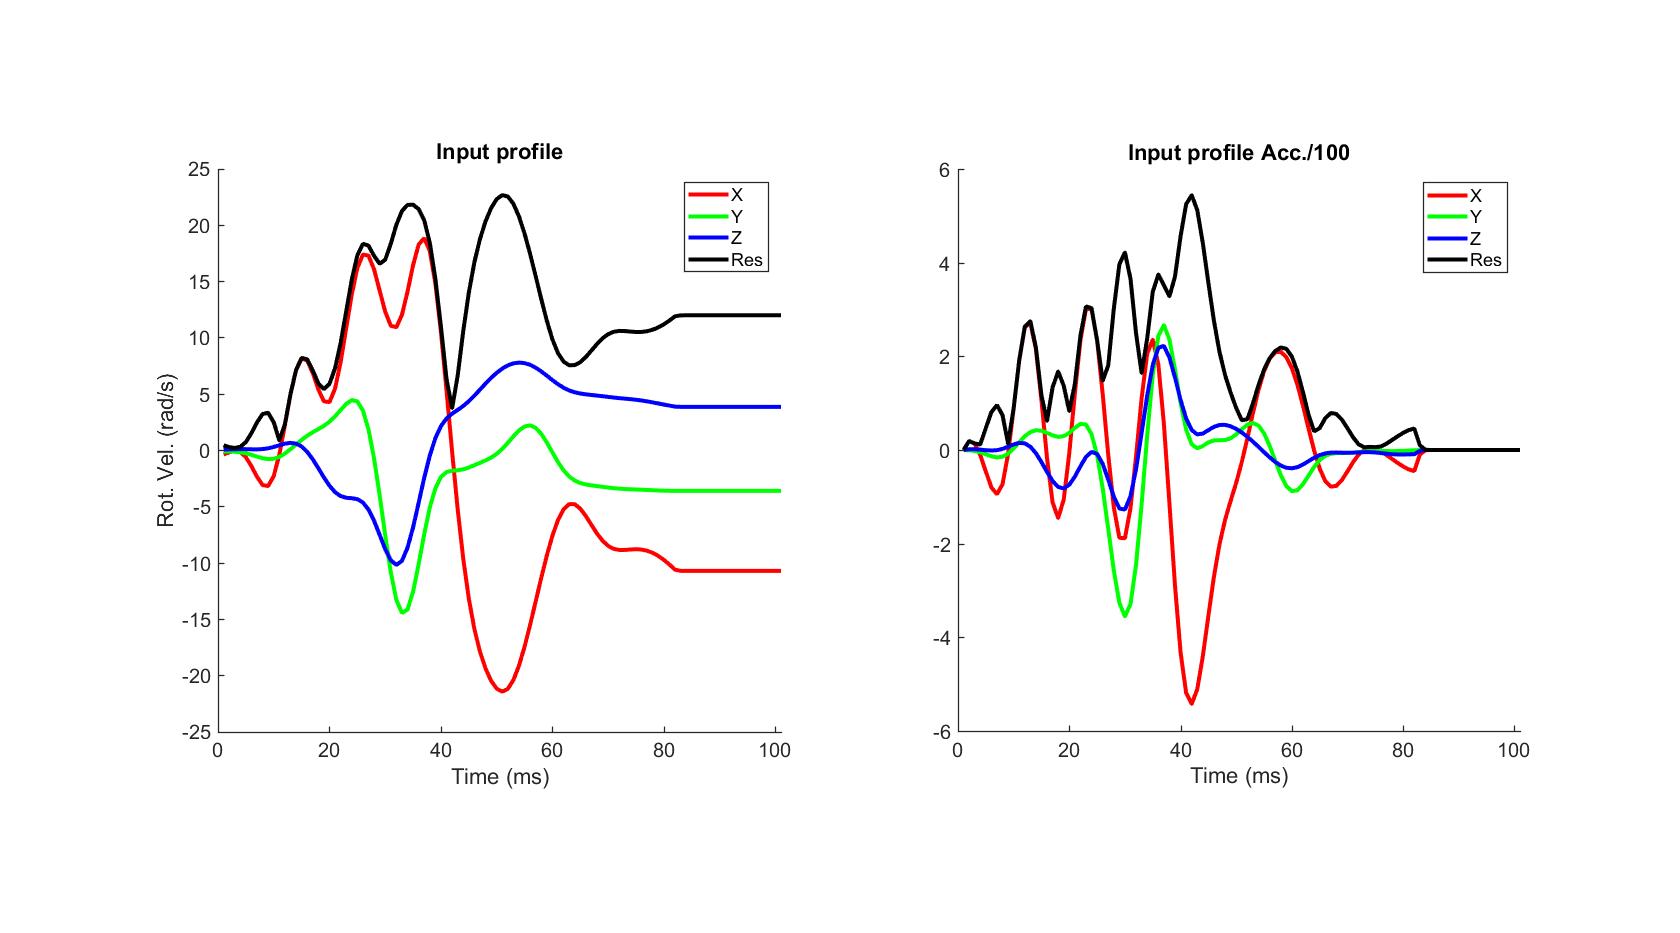 Input profile
25
20
15
10
5
0
-5
-10
-15
-20
-25
Rot. Vel. (rad/s)
X
Y
Z
Res
0 20 40 60 80 100
Time (ms)
Input profile Acc./100
6
4
2
0
-2
-4
-6
X
Y
Z
Res
0 20 40 60 80 100
Time (ms)